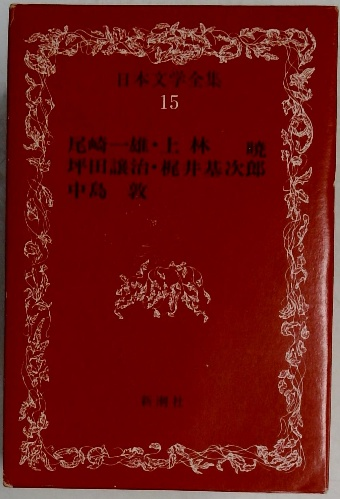 日本文学全集
15
尾崎一雄・上林 暁
坪田譲治・梶井基次郎
中島 敦
新潮社